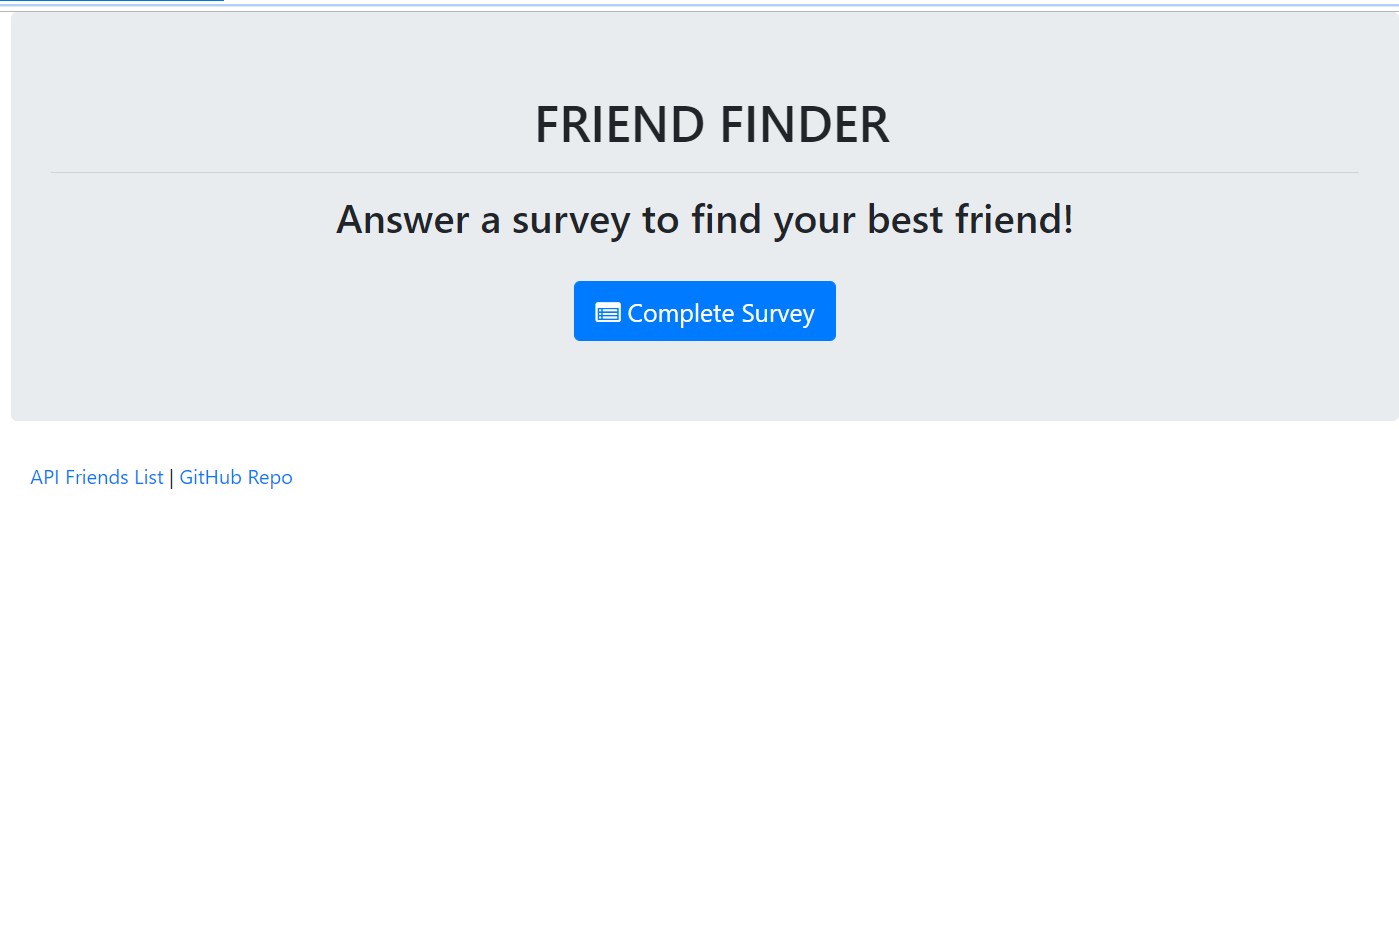 FRIEND FINDER
Answer a survey to find your best friend!
Complete Survey
API Friends List | GitHub Repo